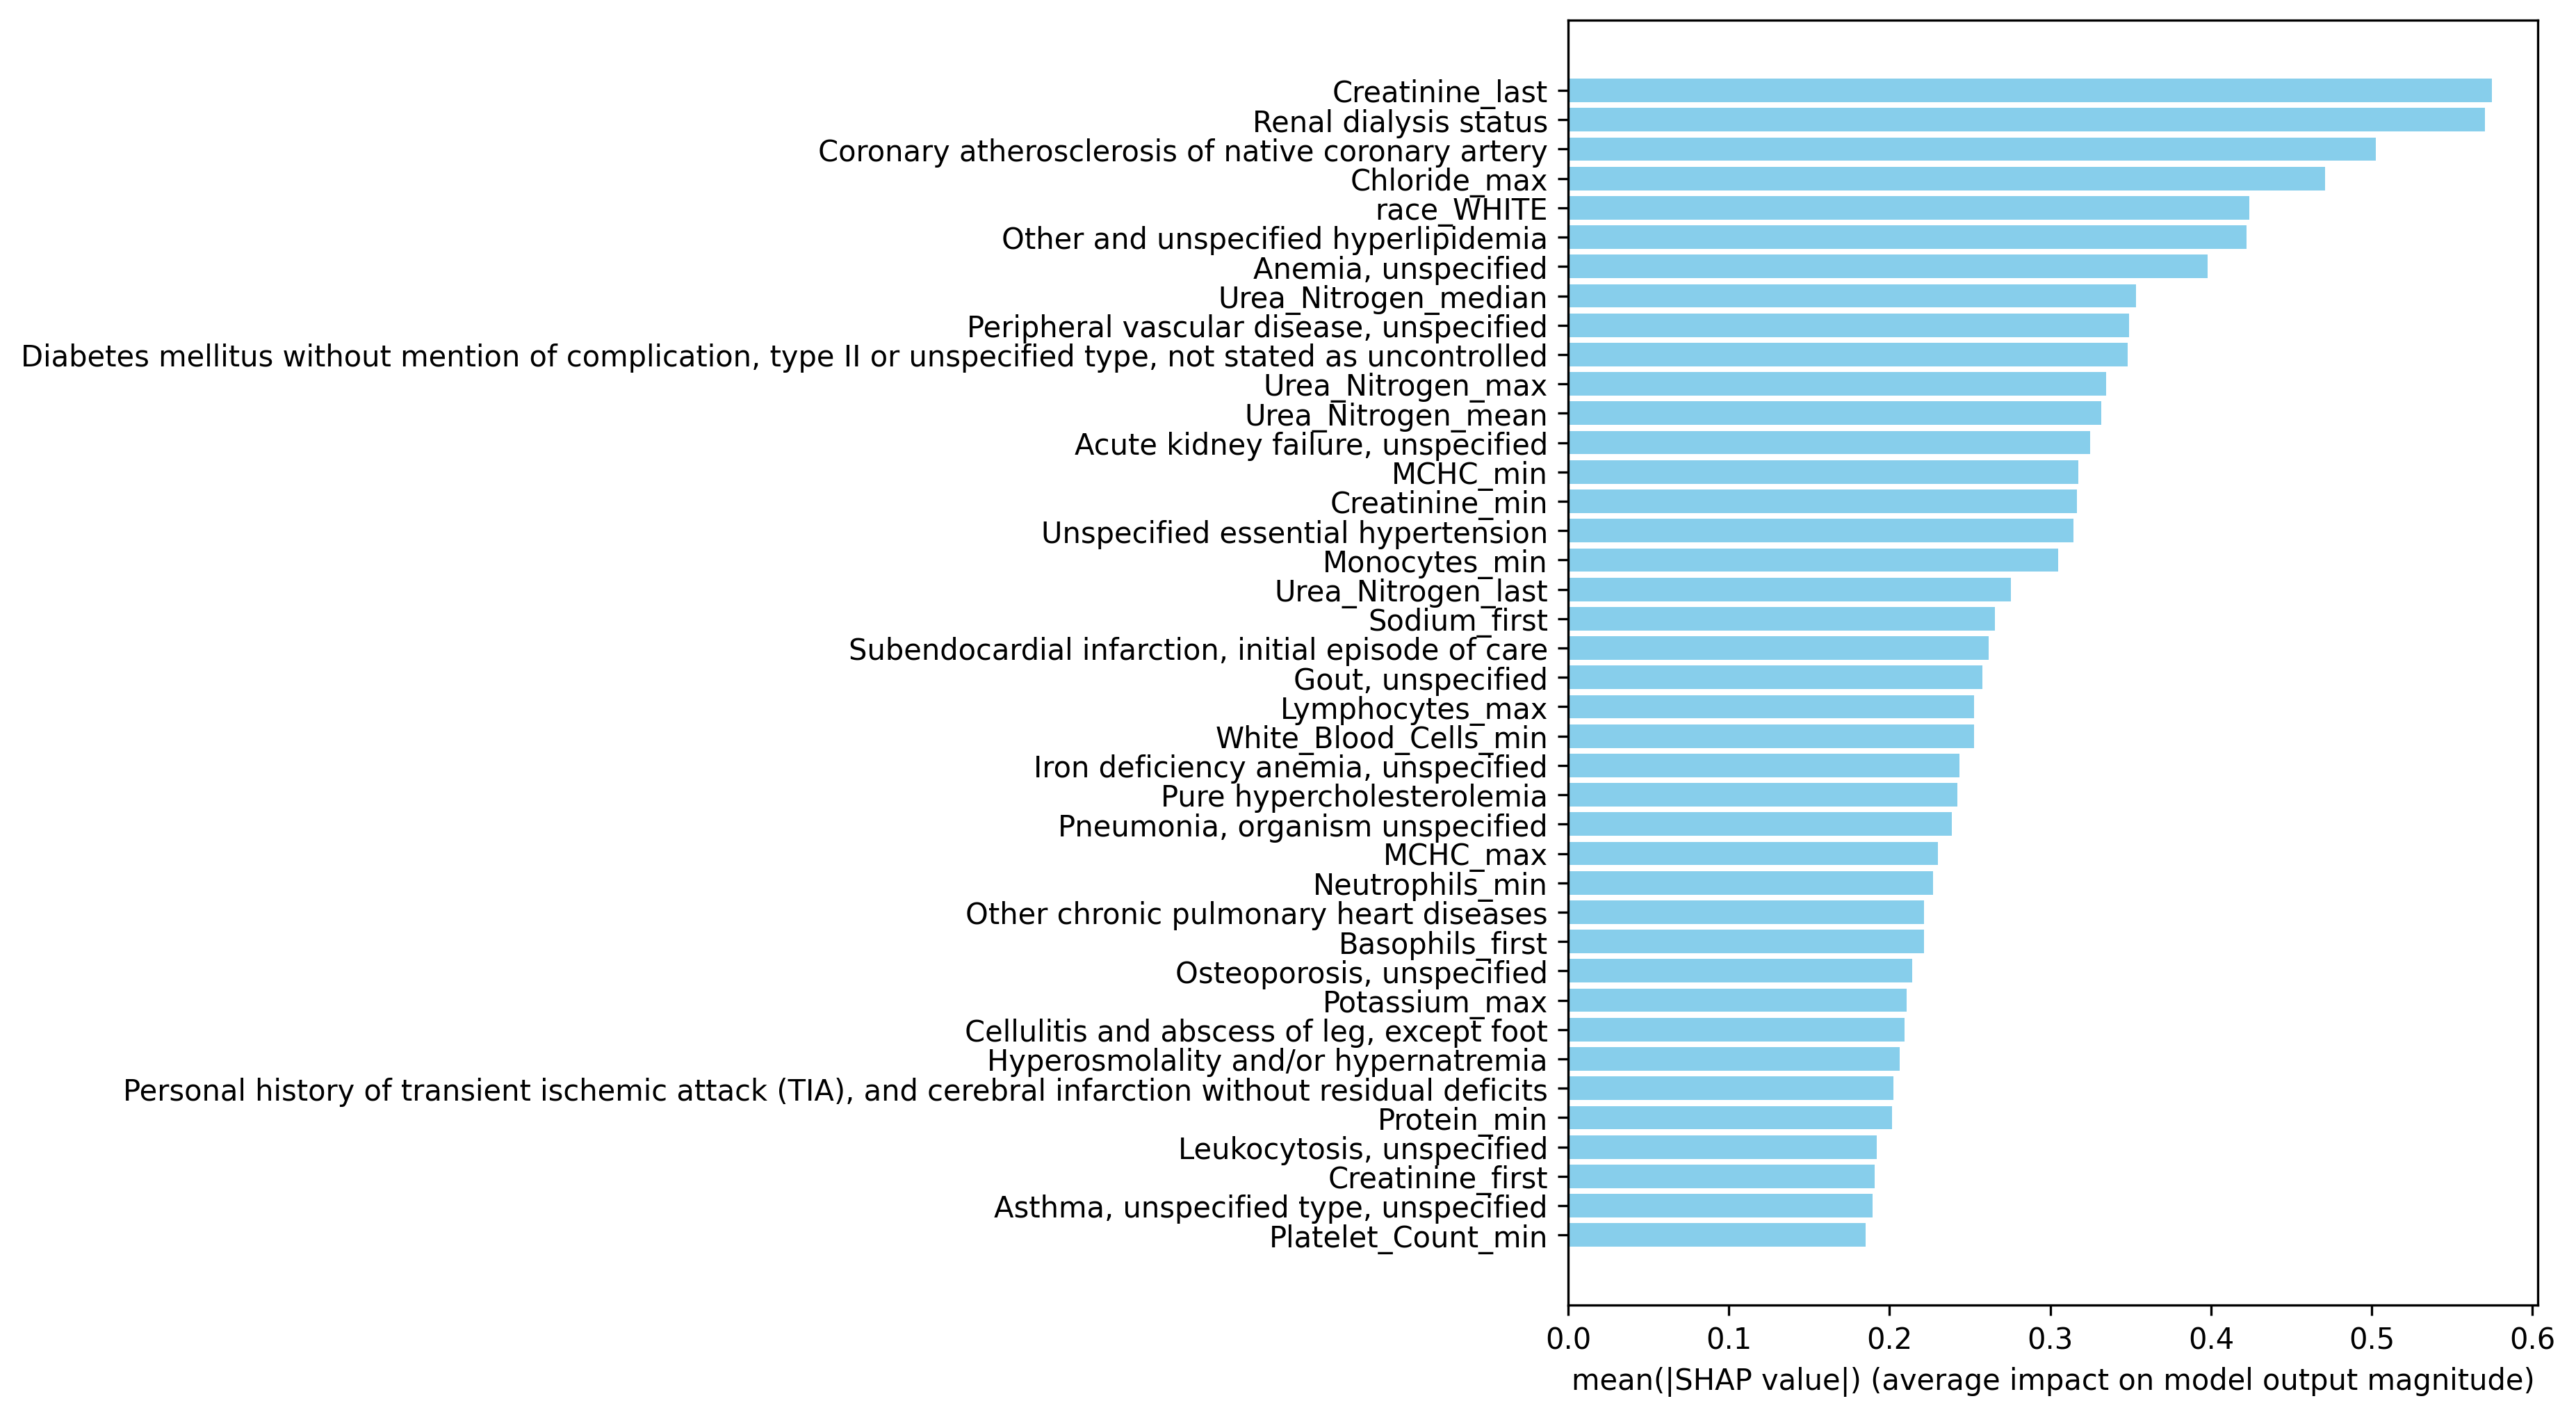 Creatinine_last
Renal dialysis status
Coronary atherosclerosis of native coronary artery
Chloride_max
race_WHITE
Other and unspecified hyperlipidemia
Anemia, unspecified
Urea_Nitrogen_median
Peripheral vascular disease, unspecified
Diabetes mellitus without mention of complication, type II or unspecified type, not stated as uncontrolled
Urea_Nitrogen_max
Urea_Nitrogen_mean
Acute kidney failure, unspecified
MCHC_min
Creatinine_min
Unspecified essential hypertension
Monocytes_min
Urea_Nitrogen_last
Sodium_first
Subendocardial infarction, initial episode of care
Gout, unspecified
Lymphocytes_max
White_Blood_Cells_min
Iron deficiency anemia, unspecified
Pure hypercholesterolemia
Pneumonia, organism unspecified
MCHC_max
Neutrophils_min
Other chronic pulmonary heart diseases
Basophils_first
Osteoporosis, unspecified
Potassium_max
Cellulitis and abscess of leg, except foot
Hyperosmolality and/or hypernatremia
Personal history of transient ischemic attack (TIA), and cerebral infarction without residual deficits
Protein_min
Leukocytosis, unspecified
Creatinine_first
Asthma, unspecified type, unspecified
Platelet_Count_min
0.0 0.1 0.2 0.3 0.4 0.5 0.6
mean(|SHAP value|) (average impact on model output magnitude)